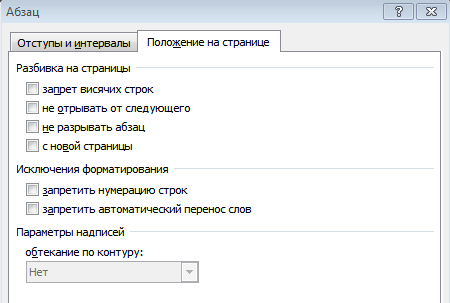 Абзац
Отступы и интервалы
Положение на странице
Разбивка на страницы
запрет висячих строк
не отрывать от следующего
не разрывать абзац
с новой страницы
Исключения форматирования
запретить нумерацию строк
запретить автоматический перенос слов
Параметры надписей
обтекание по контуру:
Нет